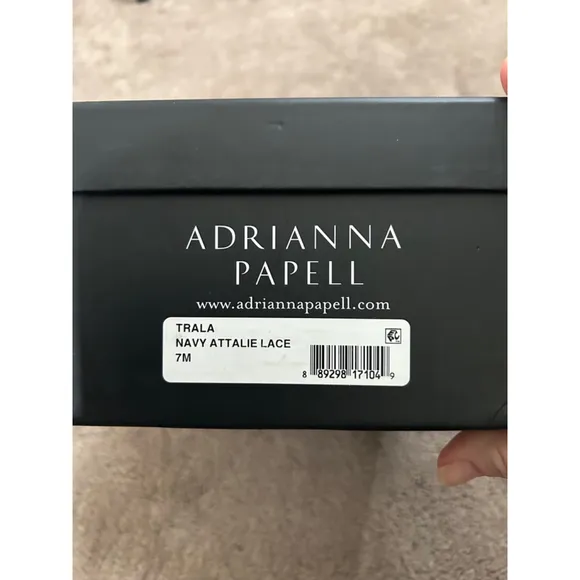 ADRIANNA
PAPELL
www.adriannapapell.com
TRALA
NAVY ATTALIE LACE
7M
8 89298 17104 9